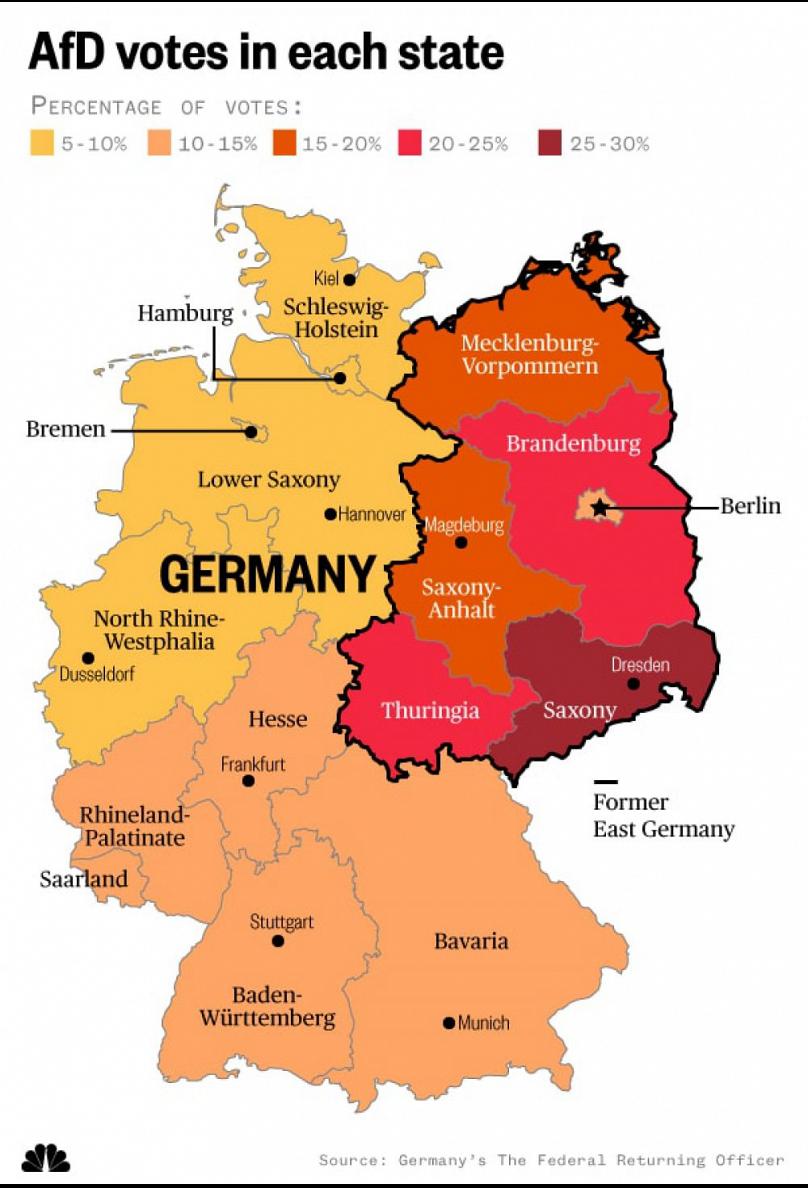 AfD votes in each state
PERCENTAGE OF VOTES:
5-10%
10-15%
15-20%
20-25%
25-30%
Kiel
Hamburg
Schleswig-
Holstein
Mecklenburg-
Vorpommern
Bremen
Brandenburg
Lower Saxony
Berlin
Hannover
Magdeburg
GERMANY
Saxony-
Anhalt
North Rhine-
Westphalia
Dusseldorf
Dresden
Hesse
Thuringia
Saxony
Frankfurt
Former
East Germany
Rhineland-
Palatinate
Saarland
Stuttgart
Bavaria
Baden-
Württemberg
Munich
Source: Germany's The Federal Returning Officer